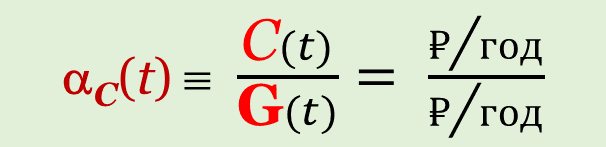 α_C(t) ≡ C(t)/G(t) = ₽/год / ₽/год